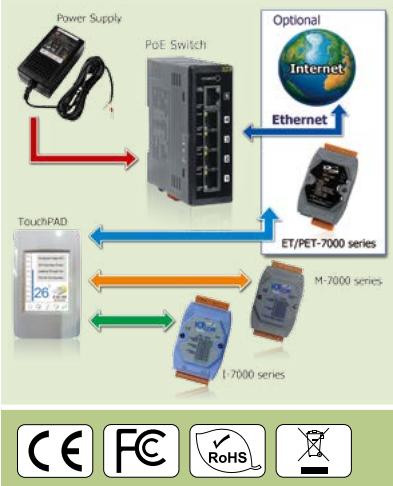 Power Supply
PoE Switch
Optional
Internet
Ethernet
ET/PET-7000 series
TouchPAD
26°
M-7000 series
I-7000 series
CE
FC
RoHS